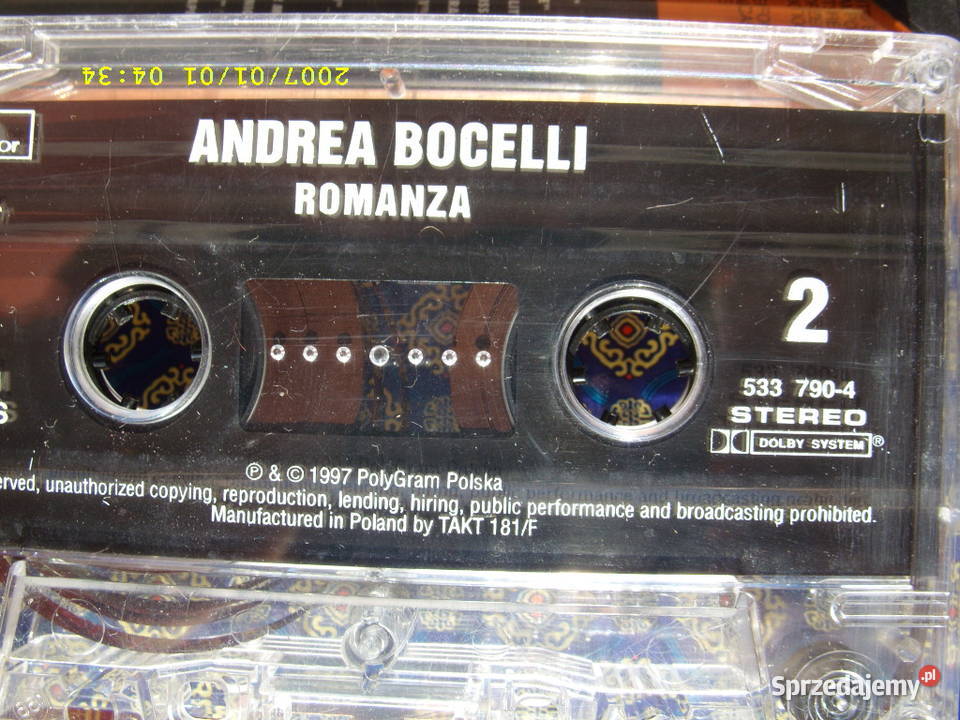 2007/01/01 04:34
or
ANDREA BOCELLI
ROMANZA
2
533 790-4
STEREO
DOLBY SYSTEM®
S
℗ & © 1997 PolyGram Polska
erved, unauthorized copying, reproduction, lending, hiring, public performance and broadcasting prohibited.
Manufactured in Poland by TAKT 181/F
Sprzedajemy.pl